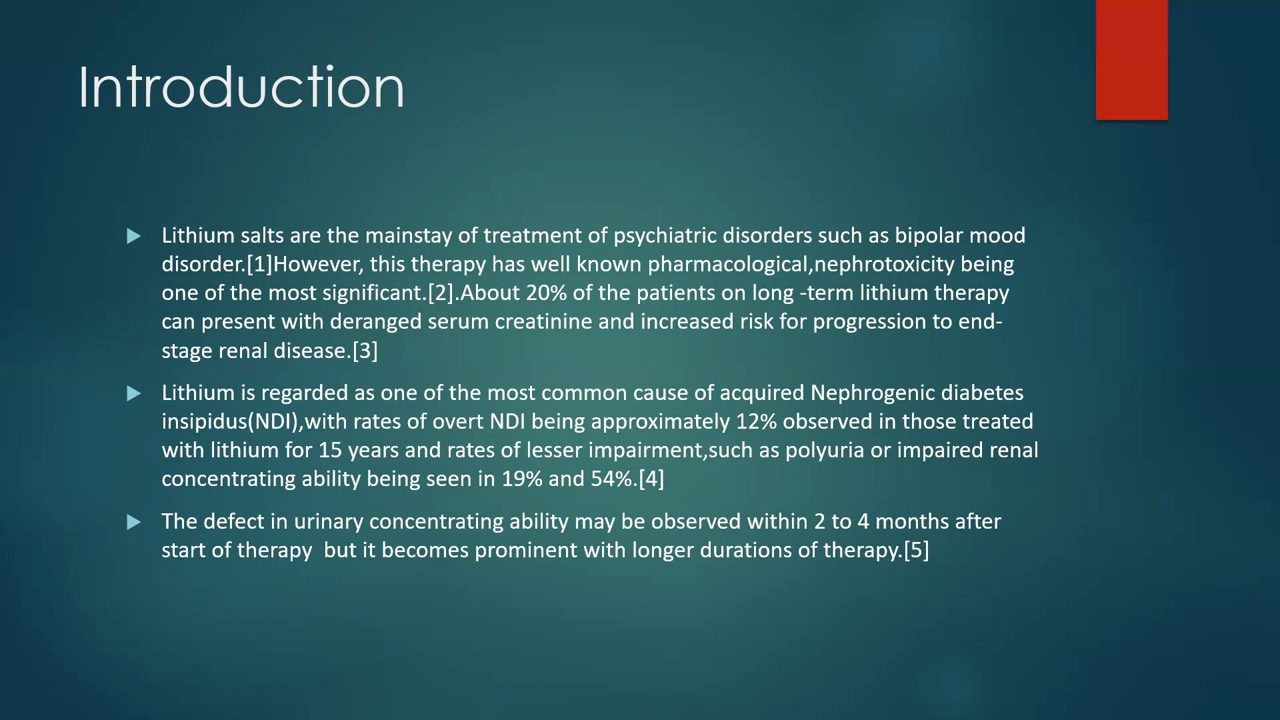 Introduction
Lithium salts are the mainstay of treatment of psychiatric disorders such as bipolar mood
disorder.[1]However, this therapy has well known pharmacological,nephrotoxicity being
one of the most significant.[2].About 20% of the patients on long -term lithium therapy
can present with deranged serum creatinine and increased risk for progression to end-
stage renal disease.[3]
Lithium is regarded as one of the most common cause of acquired Nephrogenic diabetes
insipidus(NDI),with rates of overt NDI being approximately 12% observed in those treated
with lithium for 15 years and rates of lesser impairment,such as polyuria or impaired renal
concentrating ability being seen in 19% and 54%.[4]
The defect in urinary concentrating ability may be observed within 2 to 4 months after
start of therapy  but it becomes prominent with longer durations of therapy.[5]